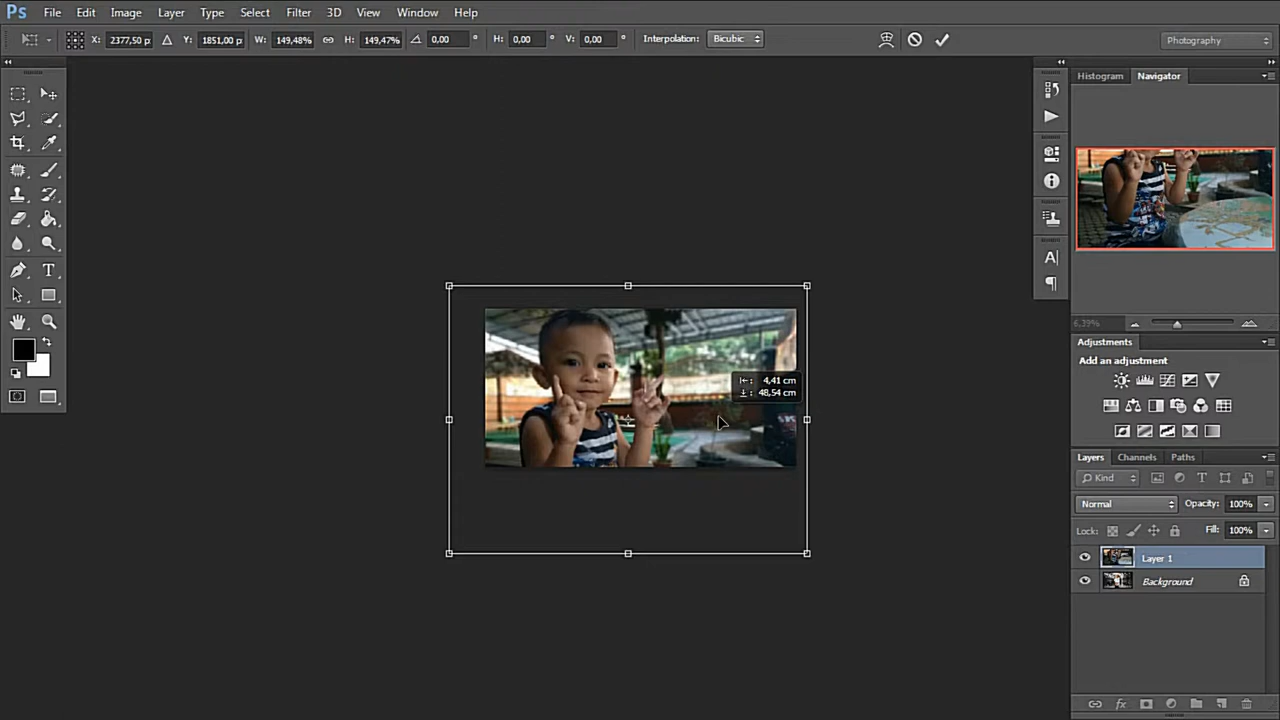 Ps File Edit Image Layer Type Select Filter 3D View Window Help
X: 2377,50 p: Y: 1851,00 p: W: 149,48% H: 149,47% 0,00 ° H: 0,00 ° V: 0,00 ° Interpolation: Bicubic Photography
Histogram Navigator
6,39%
Adjustments
Add an adjustment
4,41 cm
48,54 cm
Layers Channels Paths
Kind T
Normal Opacity: 100%
Lock: Fill: 100%
Layer 1
Background
fx